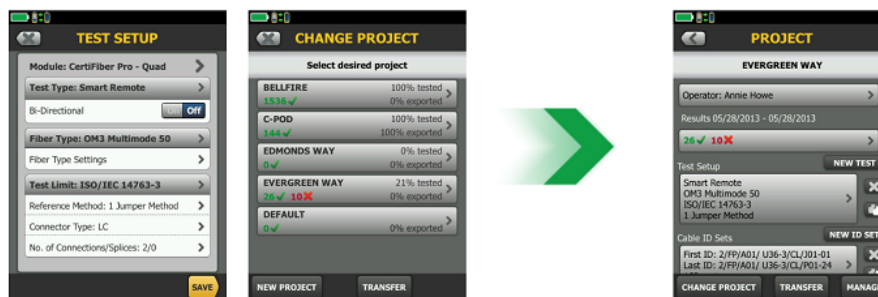 TEST SETUP
Module: CertiFiber Pro - Quad
Test Type: Smart Remote
Bi-Directional
On Off
Fiber Type: OM3 Multimode 50
Fiber Type Settings
Test Limit: ISO/IEC 14763-3
Reference Method: 1 Jumper Method
Connector Type: LC
No. of Connections/Splices: 2/0
SAVE
CHANGE PROJECT
Select desired project
BELLFIRE 100% tested
1536 ✓ 0% exported
C-POD 100% tested
144 ✓ 100% exported
EDMONDS WAY 0% tested
0 ✓ 0% exported
EVERGREEN WAY 21% tested
26 ✓ 10 ✗ 0% exported
DEFAULT
0 ✓ 0% exported
NEW PROJECT TRANSFER
PROJECT
EVERGREEN WAY
Operator: Annie Howe
Results 05/28/2013 - 05/28/2013
26 ✓ 10 ✗
Test Setup NEW TEST
Smart Remote
OM3 Multimode 50
ISO/IEC 14763-3
1 Jumper Method
Cable ID Sets NEW ID SET
First ID: 2/FP/A01/ U36-3/CL/J01-01
Last ID: 2/FP/A01/ U36-3/CL/P01-24
CHANGE PROJECT TRANSFER MANAG